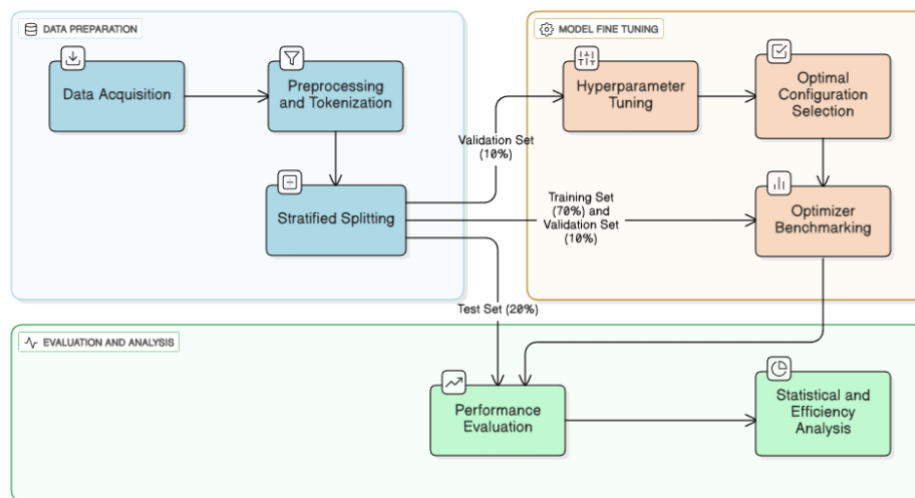 DATA PREPARATION
Data Acquisition
Preprocessing
and Tokenization
Stratified Splitting
Validation Set
(10%)
Training Set
(70%) and
Validation Set
(10%)
Test Set (20%)
MODEL FINE TUNING
Hyperparameter
Tuning
Optimal
Configuration
Selection
Optimizer
Benchmarking
EVALUATION AND ANALYSIS
Performance
Evaluation
Statistical and
Efficiency
Analysis